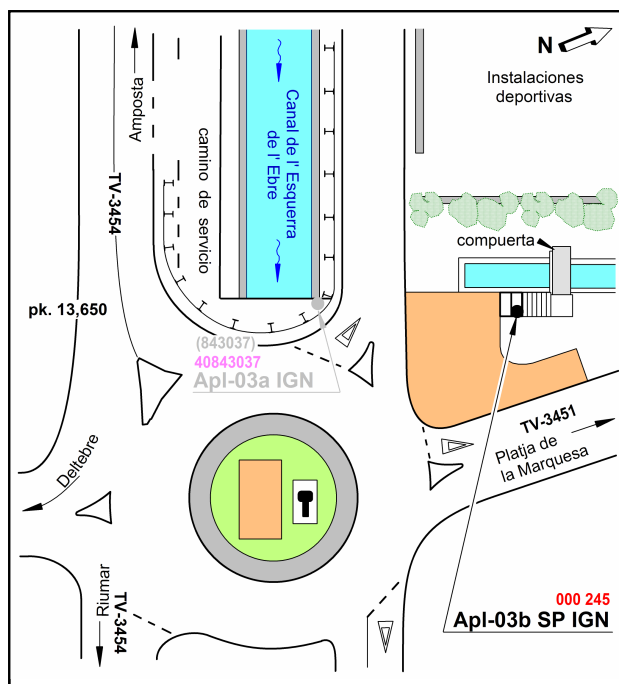 N
Instalaciones
deportivas
Amposta
TV-3454
camino de servicio
Canal de l' Esquerra
de l' Ebre
compuerta
pk. 13,650
(843037)
40843037
Apl-03a IGN
TV-3451
Platja de
la Marquesa
Deltebre
Riumar
TV-3454
000 245
Apl-03b SP IGN